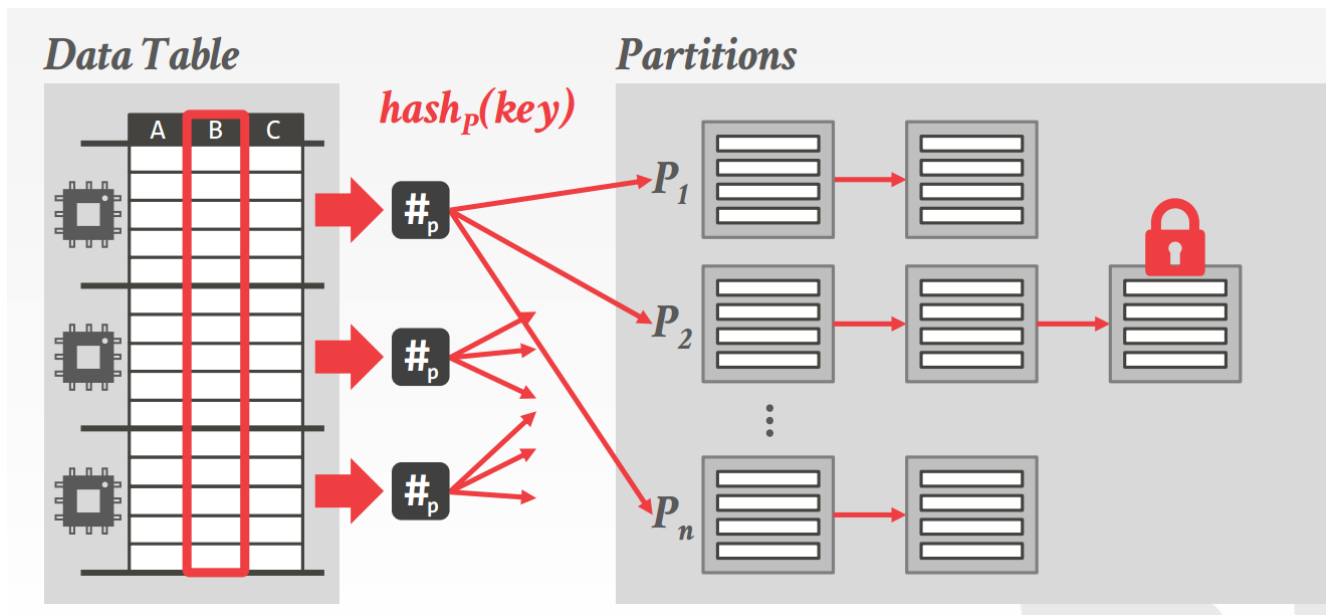 Data Table
Partitions
hashP(key)
A B C
#p
P1
#p
P2
#p
Pn